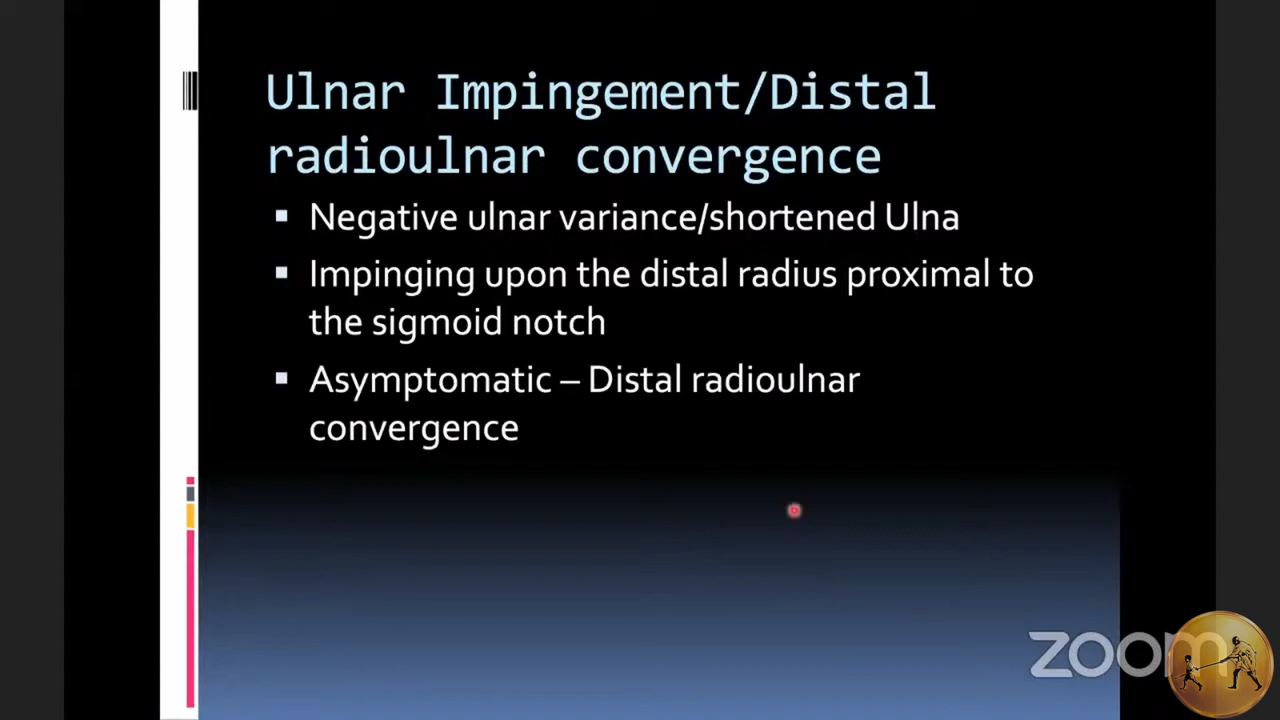 Ulnar Impingement/Distal
radioulnar convergence
Negative ulnar variance/shortened Ulna
Impinging upon the distal radius proximal to
the sigmoid notch
Asymptomatic – Distal radioulnar
convergence
zoom